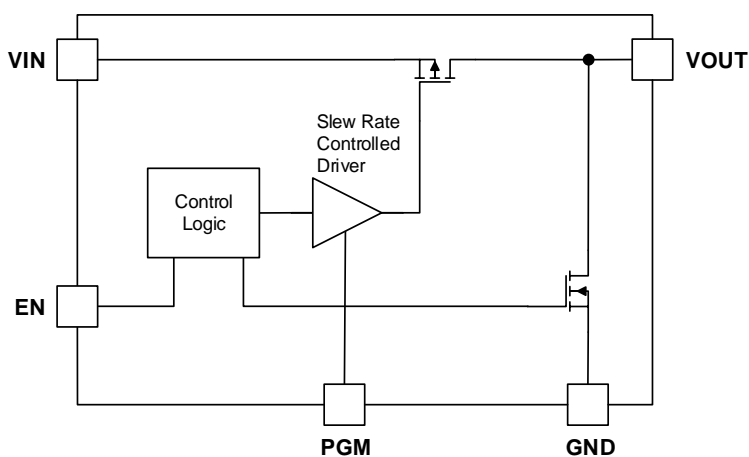 VIN
VOUT
Slew Rate
Controlled
Driver
Control
Logic
EN
PGM
GND